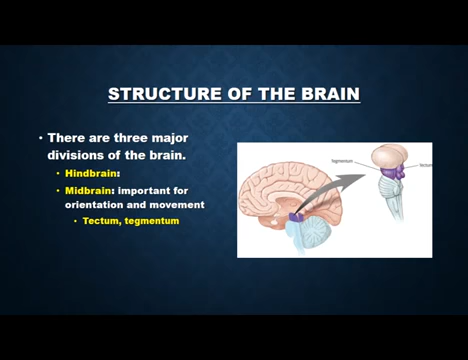 STRUCTURE OF THE BRAIN
• There are three major
divisions of the brain.
• Hindbrain:
• Midbrain: important for
orientation and movement
• Tectum, tegmentum
tegmentum
tectum